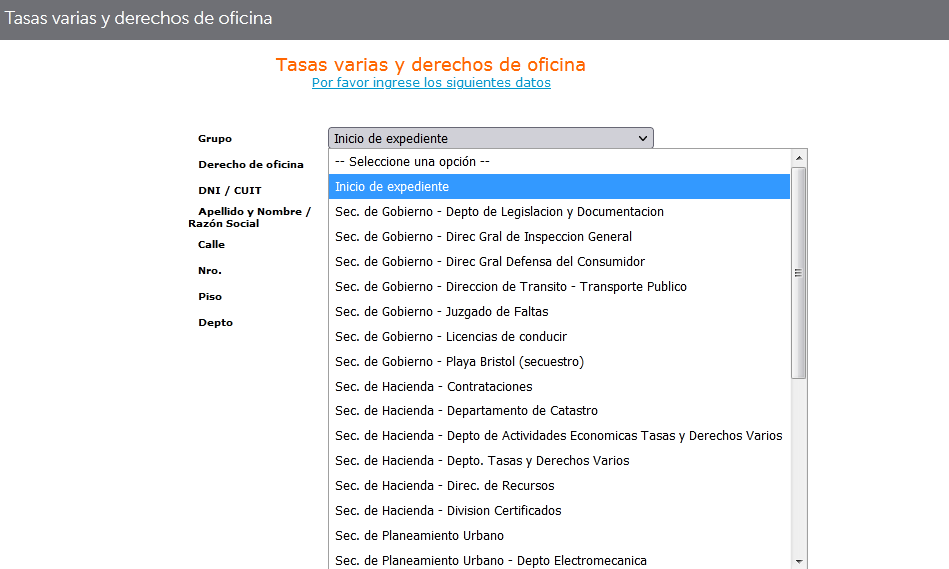 Tasas varias y derechos de oficina
Tasas varias y derechos de oficina
Por favor ingrese los siguientes datos
Grupo
Inicio de expediente
Derecho de oficina
DNI / CUIT
Apellido y Nombre /
Razón Social
Calle
Nro.
Piso
Depto
-- Seleccione una opción --
Inicio de expediente
Sec. de Gobierno - Depto de Legislacion y Documentacion
Sec. de Gobierno - Direc Gral de Inspeccion General
Sec. de Gobierno - Direc Gral Defensa del Consumidor
Sec. de Gobierno - Direccion de Transito - Transporte Publico
Sec. de Gobierno - Juzgado de Faltas
Sec. de Gobierno - Licencias de conducir
Sec. de Gobierno - Playa Bristol (secuestro)
Sec. de Hacienda - Contrataciones
Sec. de Hacienda - Departamento de Catastro
Sec. de Hacienda - Depto de Actividades Economicas Tasas y Derechos Varios
Sec. de Hacienda - Depto. Tasas y Derechos Varios
Sec. de Hacienda - Direc. de Recursos
Sec. de Hacienda - Division Certificados
Sec. de Planeamiento Urbano
Sec. de Planeamiento Urbano - Depto Electromecanica